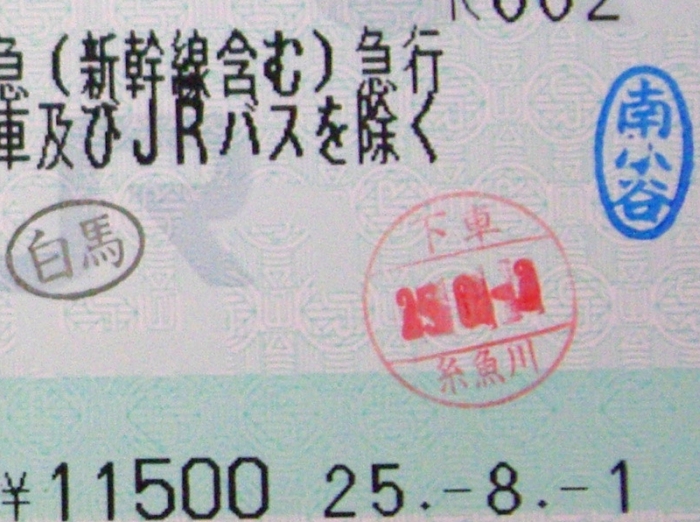 急（新幹線含む）急行
車及びJRバスを除く
南小谷
白馬
下車
糸魚川
¥11500 25.-8.-1